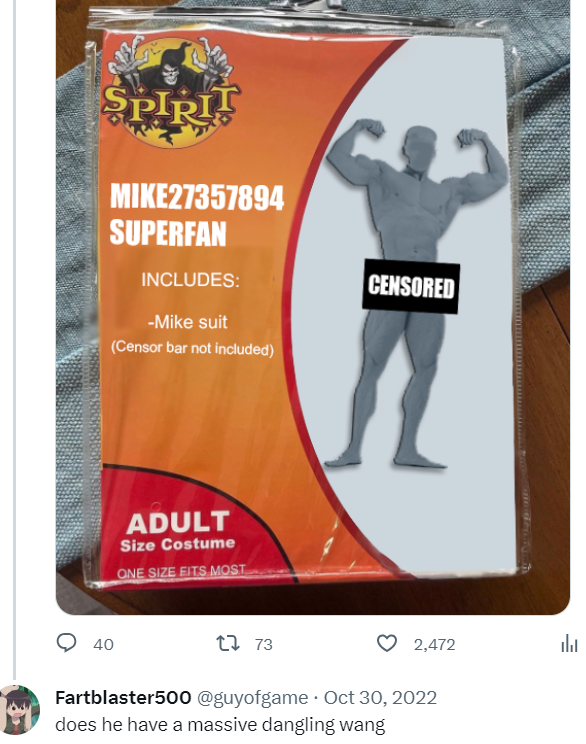 SPIRIT
MIKE27357894
SUPERFAN
INCLUDES:
-Mike suit
(Censor bar not included)
CENSORED
ADULT
Size Costume
ONE SIZE FITS MOST
40 73 2,472
Fartblaster500 @guyofgame · Oct 30, 2022
does he have a massive dangling wang